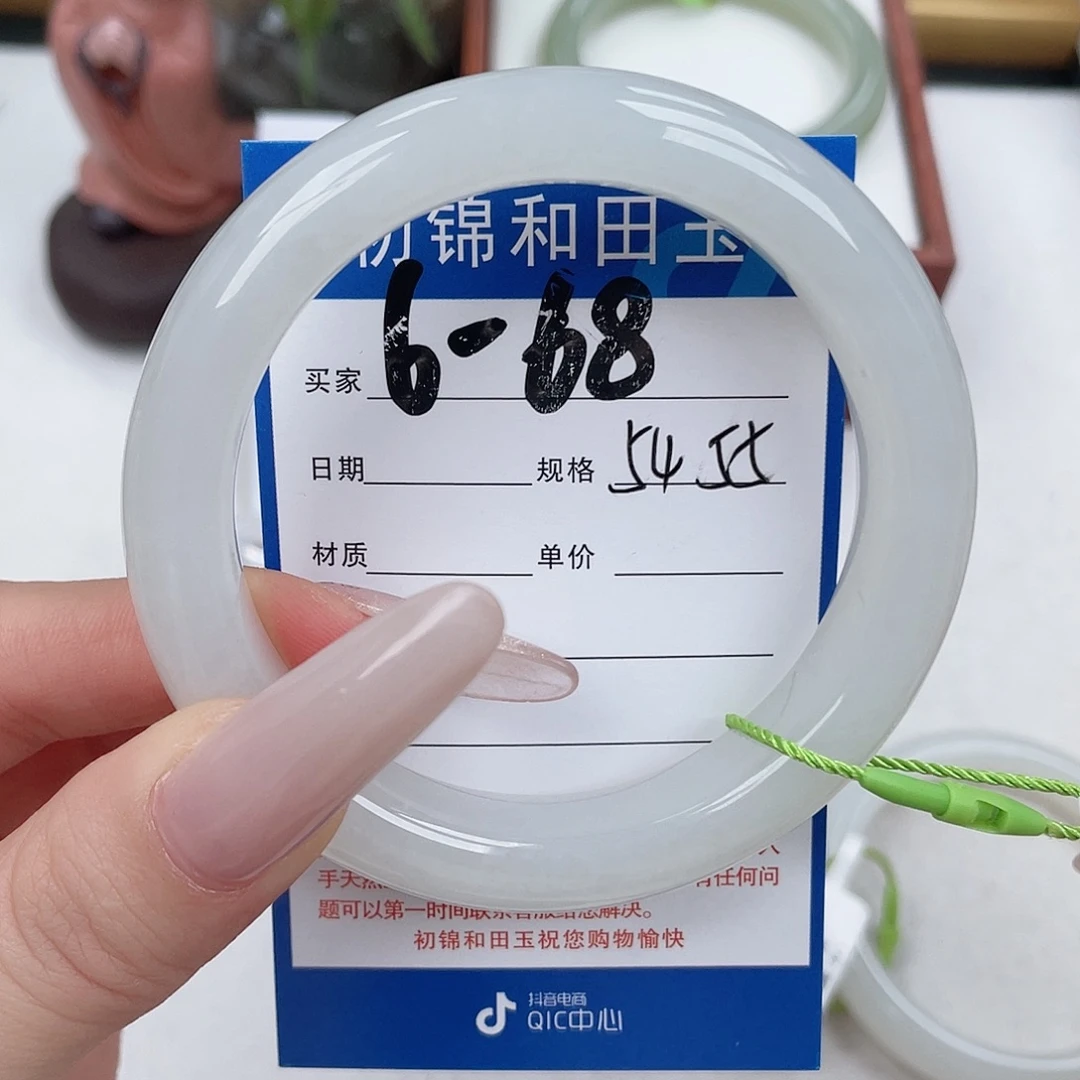 初锦和田玉
买家 6-68
日期 规格 54 55
材质 单价
手天然 有任何问
题可以第一时间联系客服给您解决。
初锦和田玉祝您购物愉快
抖音电商
QIC中心